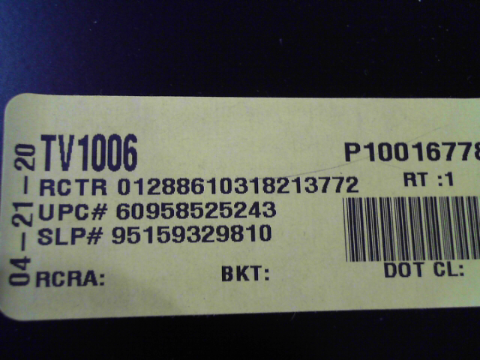 04-21-20
TV1006
P10016778
RCTR 01288610318213772
RT :1
UPC# 60958525243
SLP# 95159329810
RCRA:
BKT:
DOT CL: